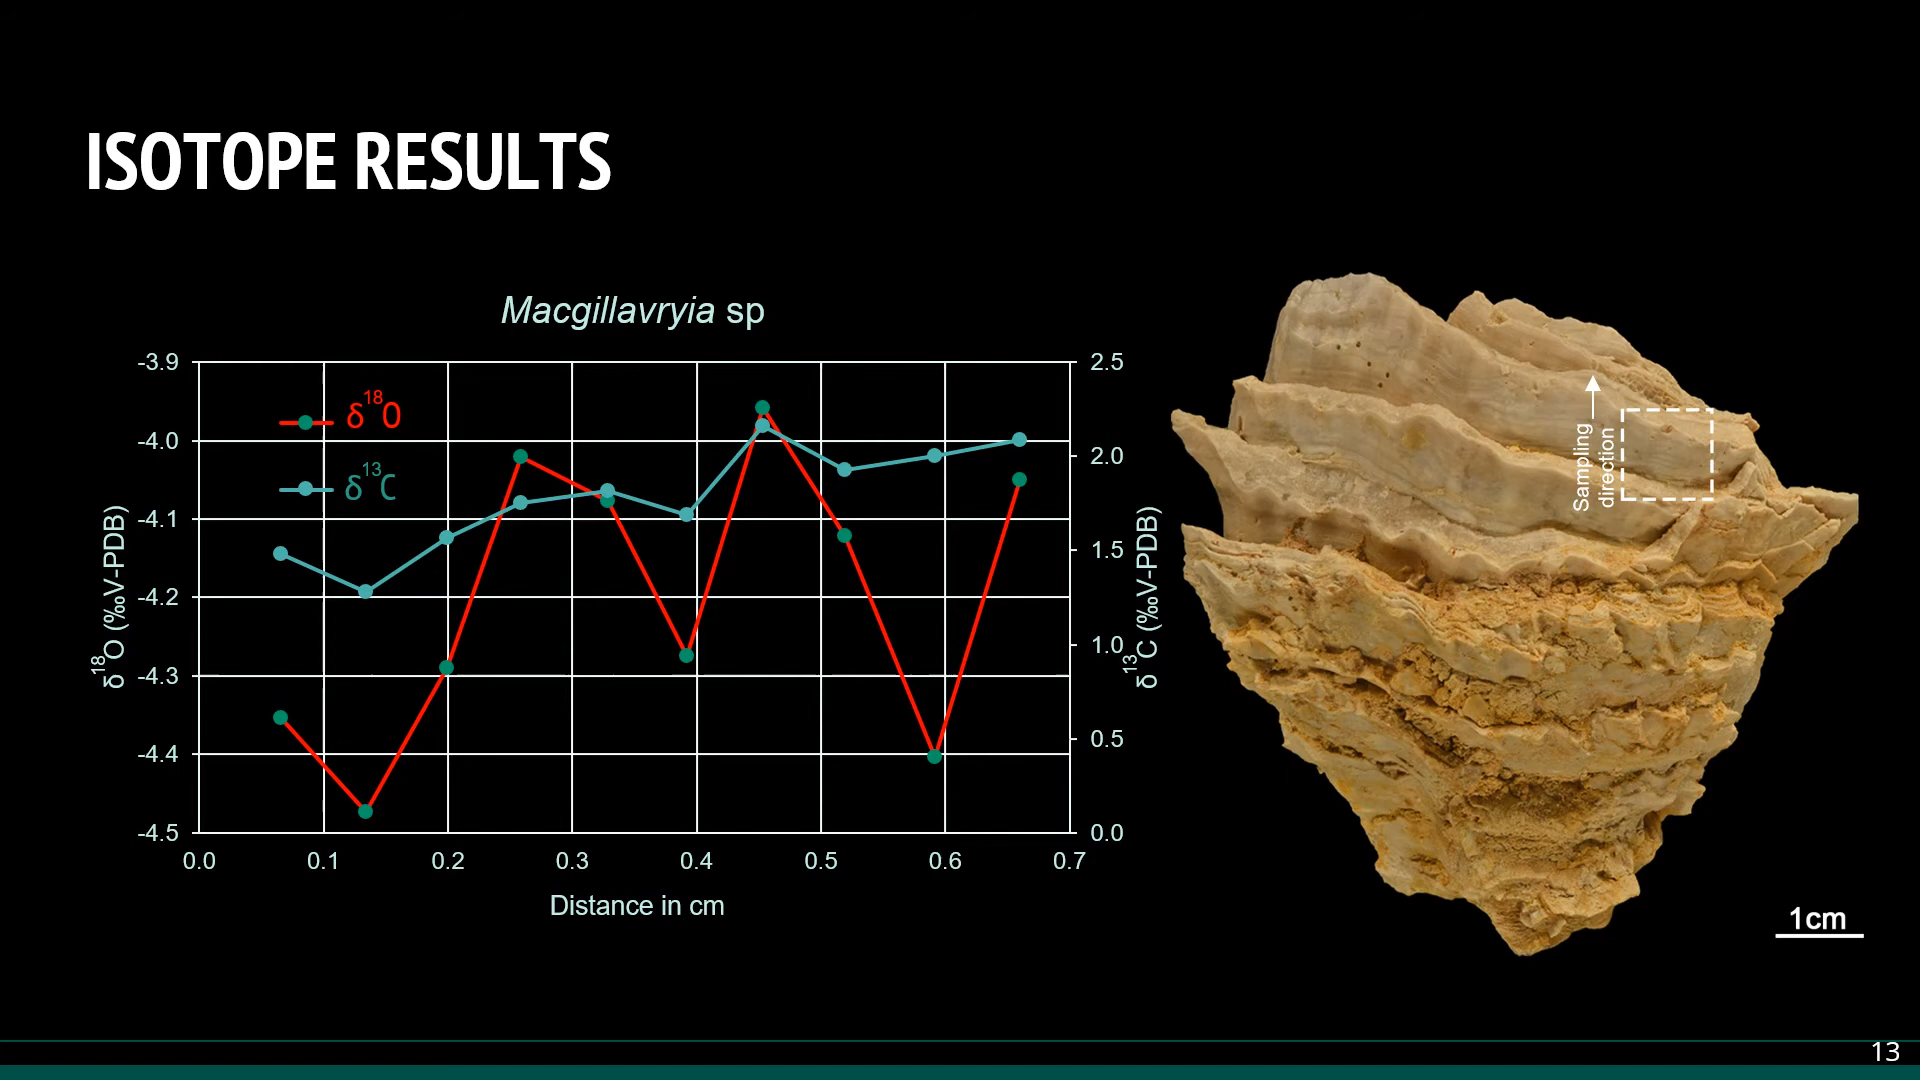 ISOTOPE RESULTS
Macgillavryia sp
-3.9
-4.0
-4.1
-4.2
-4.3
-4.4
-4.5
δ18O (‰V-PDB)
δ18O
δ13C
2.5
2.0
1.5
1.0
0.5
0.0
δ13C (‰V-PDB)
0.0 0.1 0.2 0.3 0.4 0.5 0.6 0.7
Distance in cm
Sampling
direction
1cm
13